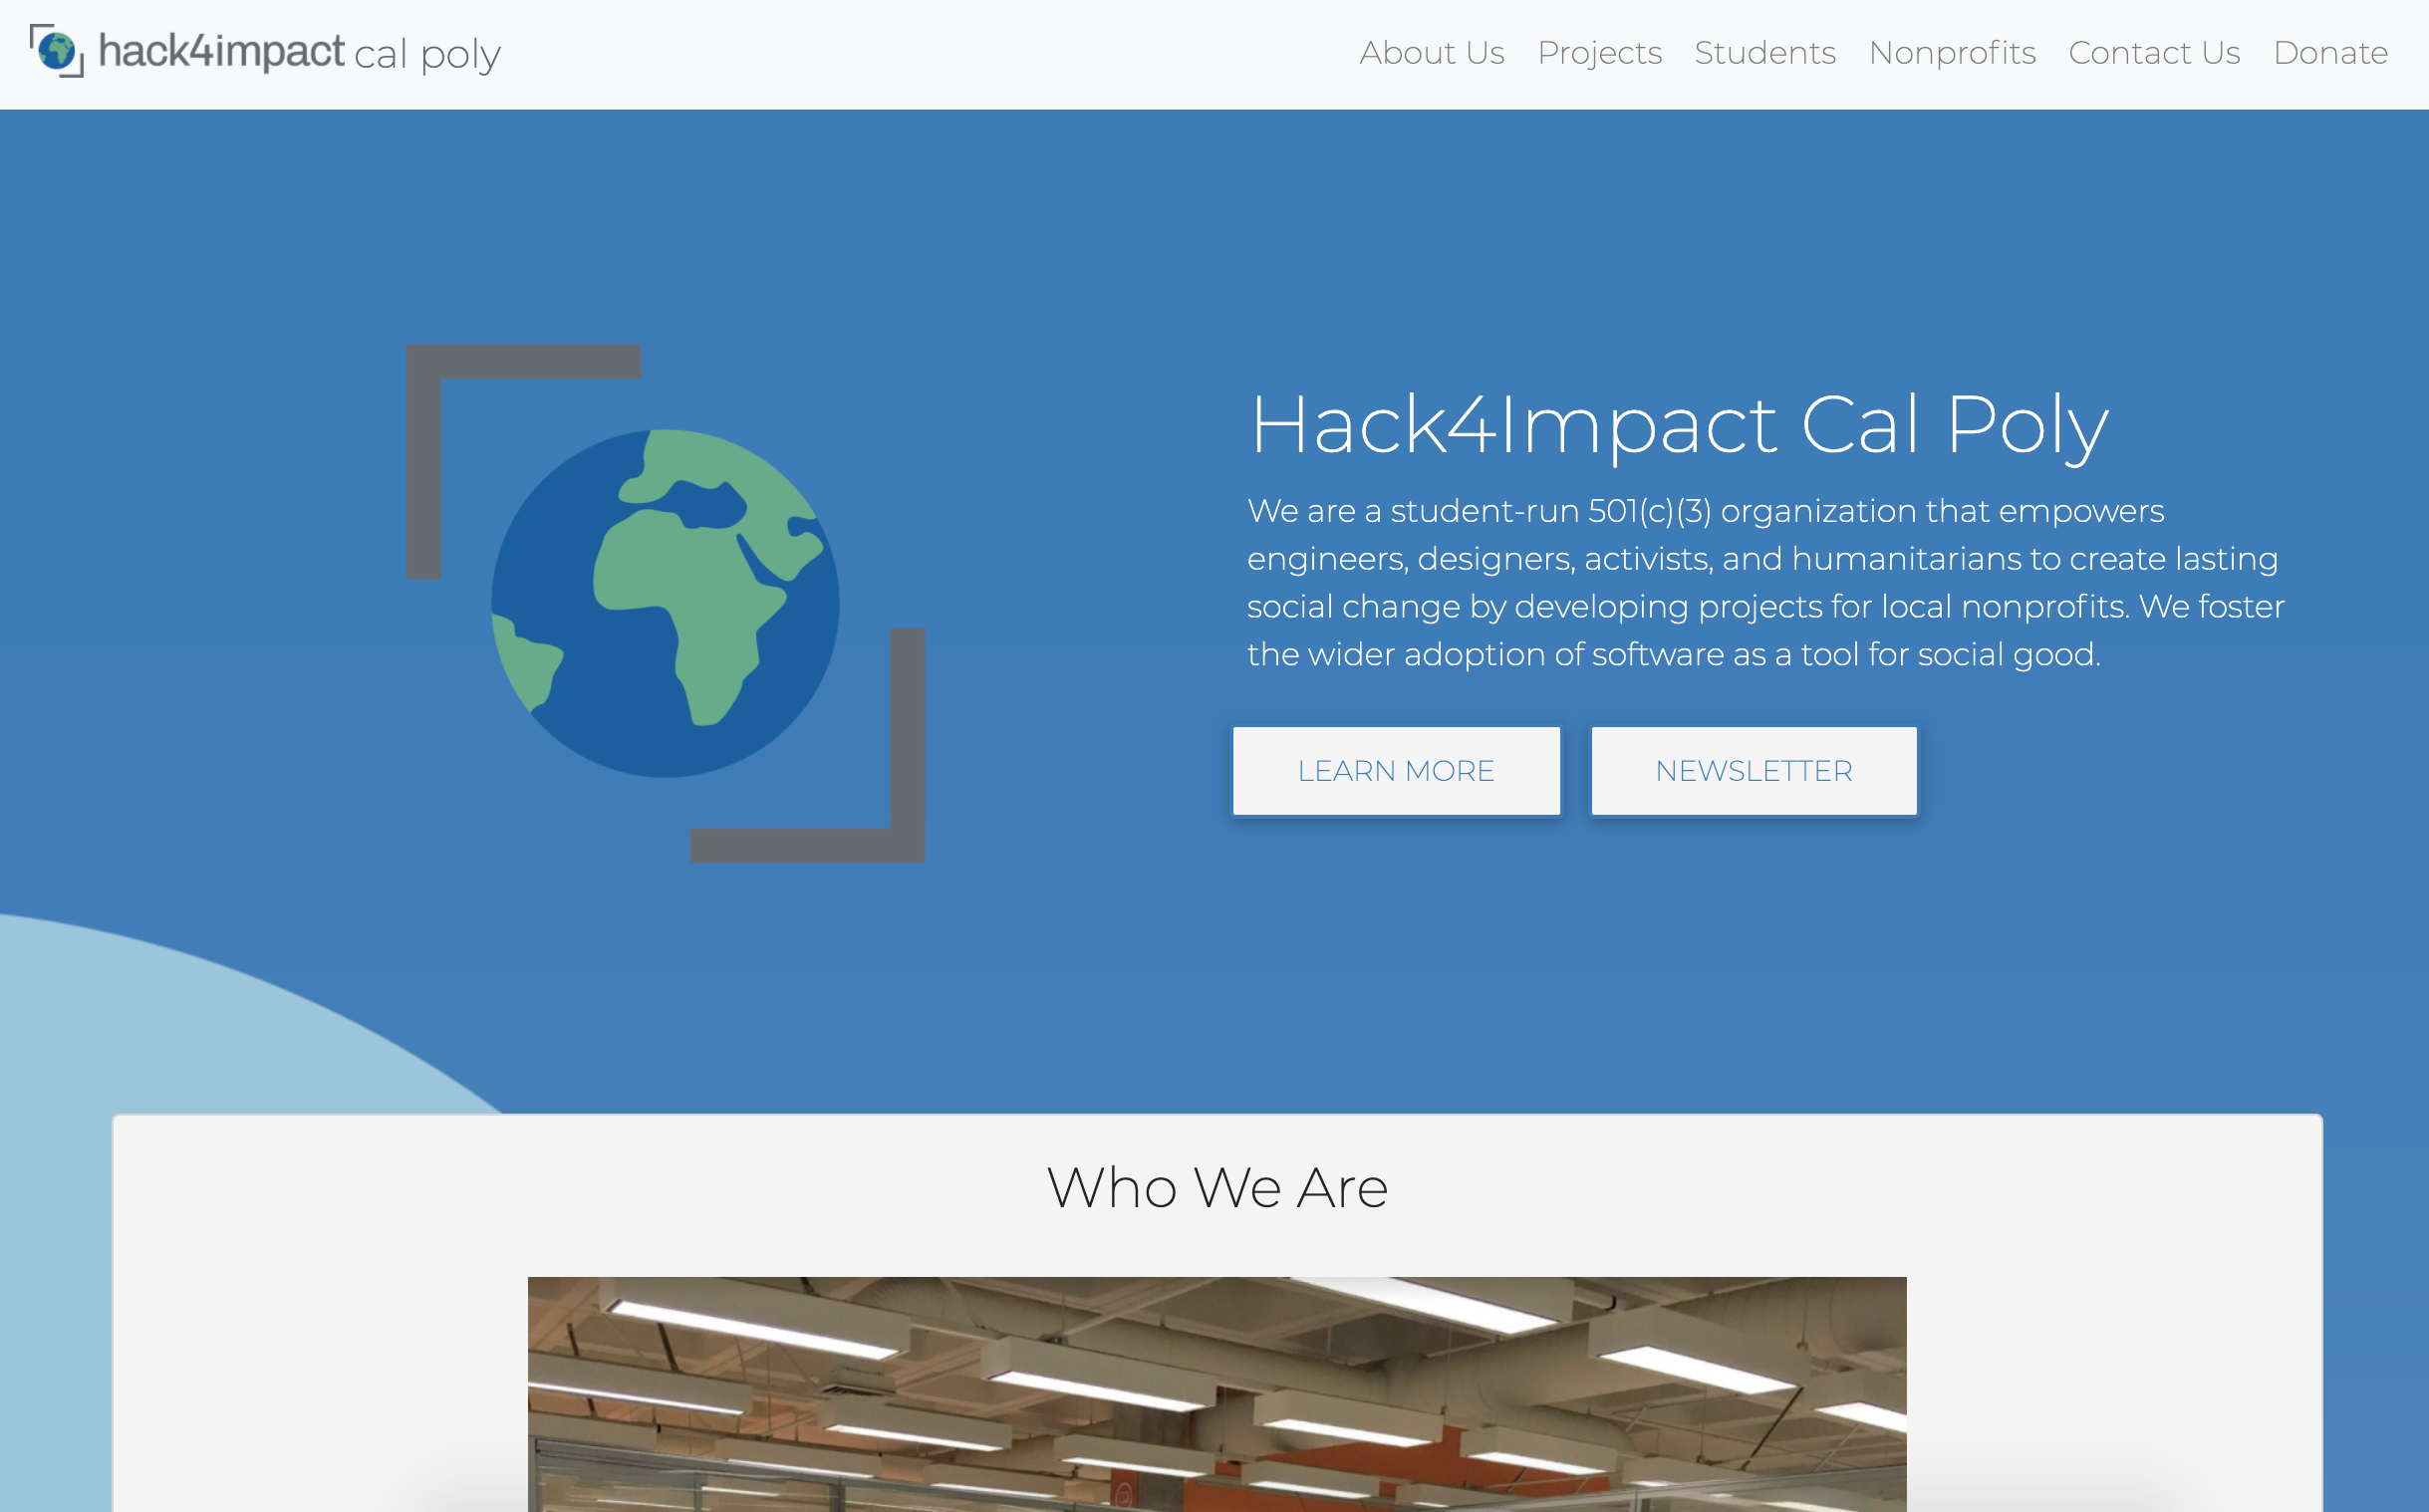 hack4impact cal poly
About Us Projects Students Nonprofits Contact Us Donate
Hack4Impact Cal Poly
We are a student-run 501(c)(3) organization that empowers
engineers, designers, activists, and humanitarians to create lasting
social change by developing projects for local nonprofits. We foster
the wider adoption of software as a tool for social good.
LEARN MORE
NEWSLETTER
Who We Are